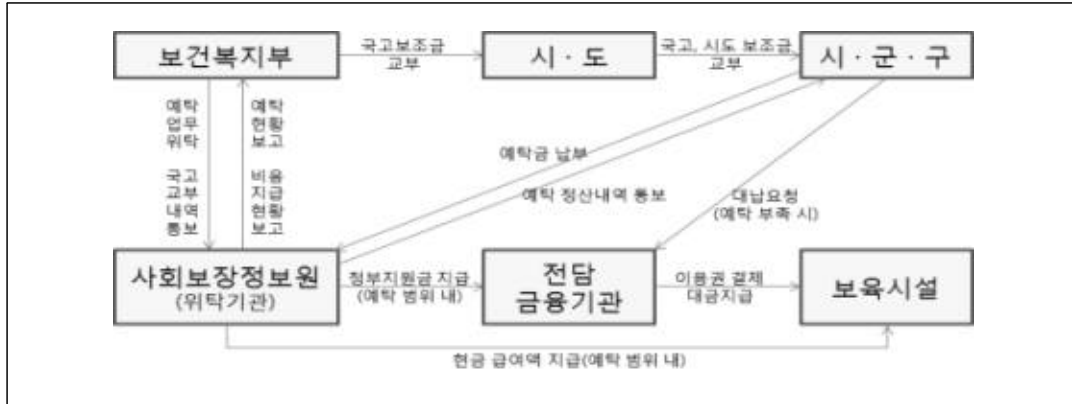 보건복지부
국고보조금
교부
시 · 도
국고, 시도 보조금
교부
시 · 군 · 구
예탁
업무
위탁
예탁
현황
보고
국고
교부
내역
통보
비용
지급
현황
보고
예탁금 납부
예탁 정산내역 통보
대납요청
(예탁 부족 시)
사회보장정보원
(위탁기관)
정부지원금 지급
(예탁 범위 내)
전담
금융기관
이용권 결제
대금지급
보육시설
현금 급여액 지급(예탁 범위 내)